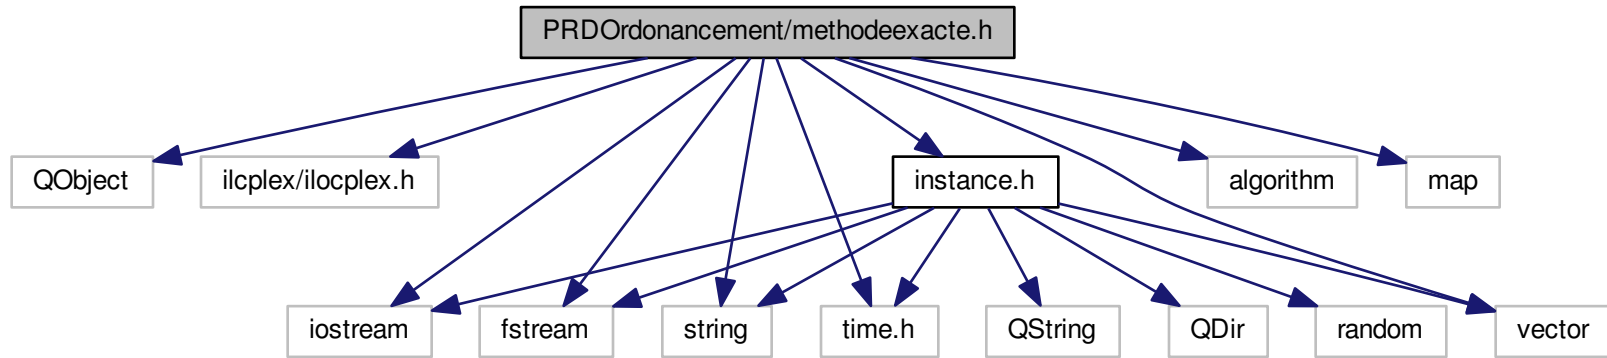 PRDOrdonancement/methodeexacte.h
QObject
ilcplex/ilocplex.h
instance.h
algorithm
map
iostream
fstream
string
time.h
QString
QDir
random
vector